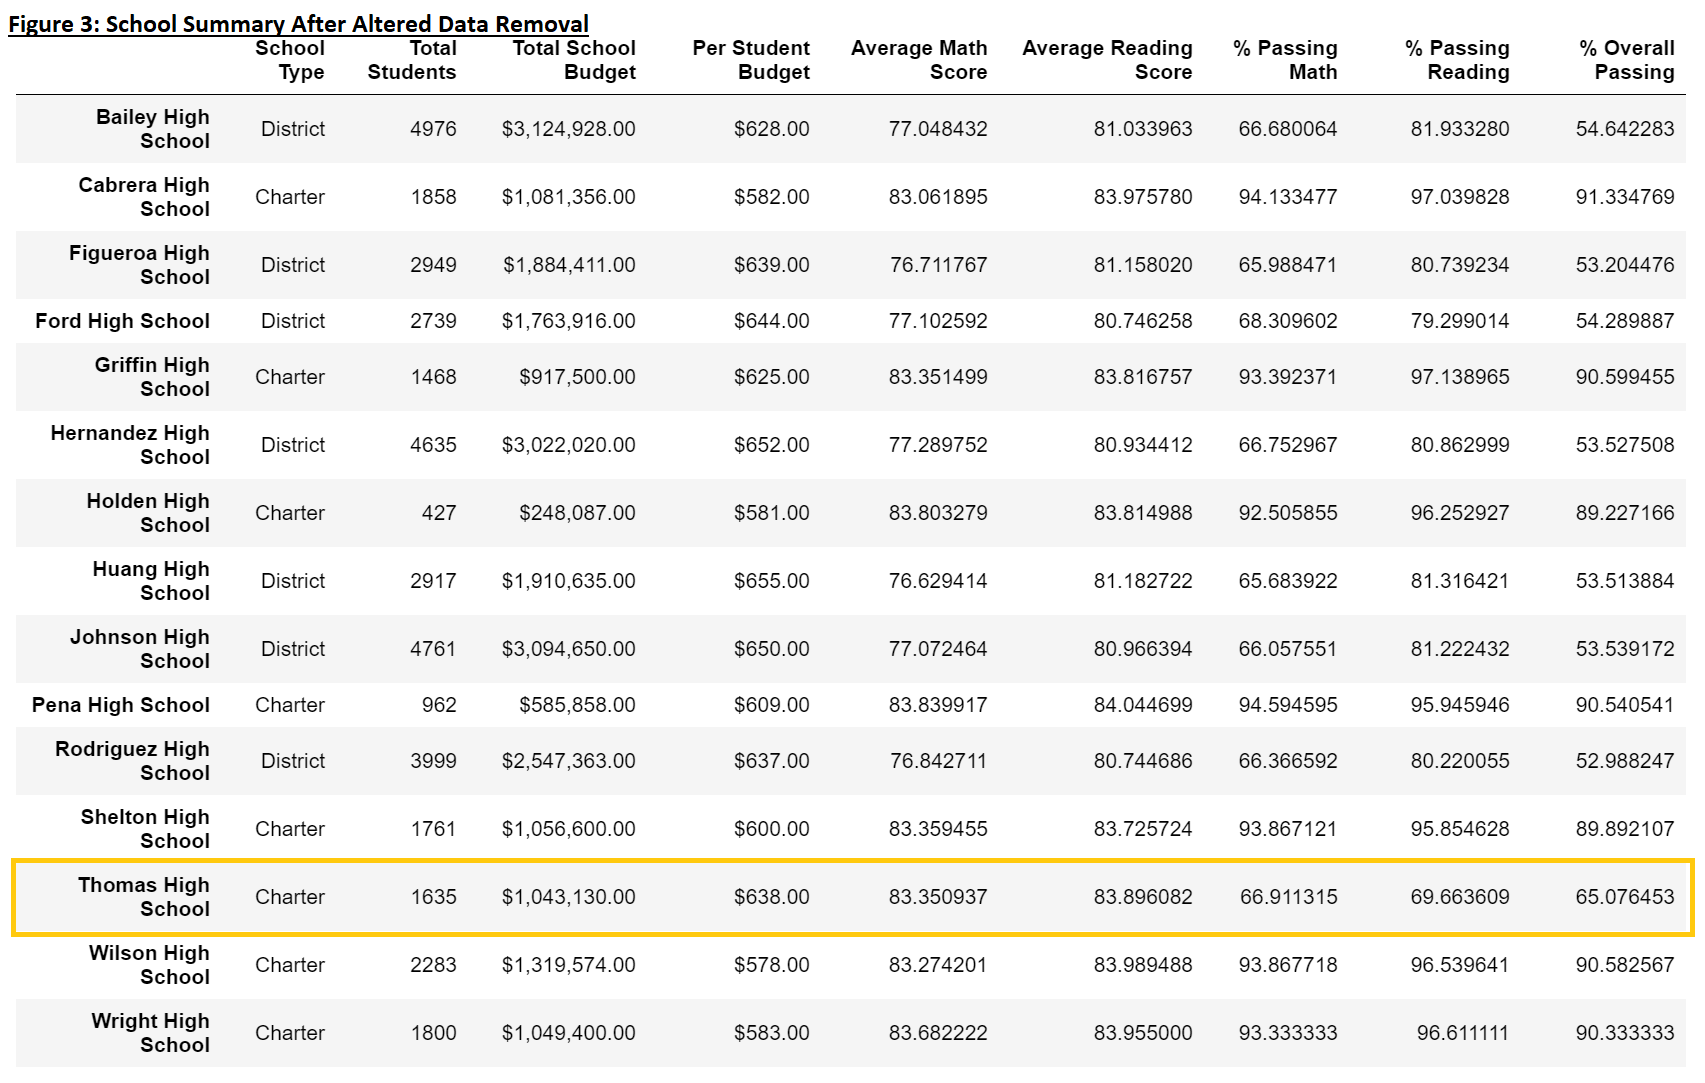 Figure 3: School Summary After Altered Data Removal
School Type Total Students Total School Budget Per Student Budget Average Math Score Average Reading Score % Passing Math % Passing Reading % Overall Passing
Bailey High School District 4976 $3,124,928.00 $628.00 77.048432 81.033963 66.680064 81.933280 54.642283
Cabrera High School Charter 1858 $1,081,356.00 $582.00 83.061895 83.975780 94.133477 97.039828 91.334769
Figueroa High School District 2949 $1,884,411.00 $639.00 76.711767 81.158020 65.988471 80.739234 53.204476
Ford High School District 2739 $1,763,916.00 $644.00 77.102592 80.746258 68.309602 79.299014 54.289887
Griffin High School Charter 1468 $917,500.00 $625.00 83.351499 83.816757 93.392371 97.138965 90.599455
Hernandez High School District 4635 $3,022,020.00 $652.00 77.289752 80.934412 66.752967 80.862999 53.527508
Holden High School Charter 427 $248,087.00 $581.00 83.803279 83.814988 92.505855 96.252927 89.227166
Huang High School District 2917 $1,910,635.00 $655.00 76.629414 81.182722 65.683922 81.316421 53.513884
Johnson High School District 4761 $3,094,650.00 $650.00 77.072464 80.966394 66.057551 81.222432 53.539172
Pena High School Charter 962 $585,858.00 $609.00 83.839917 84.044699 94.594595 95.945946 90.540541
Rodriguez High School District 3999 $2,547,363.00 $637.00 76.842711 80.744686 66.366592 80.220055 52.988247
Shelton High School Charter 1761 $1,056,600.00 $600.00 83.359455 83.725724 93.867121 95.854628 89.892107
Thomas High School Charter 1635 $1,043,130.00 $638.00 83.350937 83.896082 66.911315 69.663609 65.076453
Wilson High School Charter 2283 $1,319,574.00 $578.00 83.274201 83.989488 93.867718 96.539641 90.582567
Wright High School Charter 1800 $1,049,400.00 $583.00 83.682222 83.955000 93.333333 96.611111 90.333333